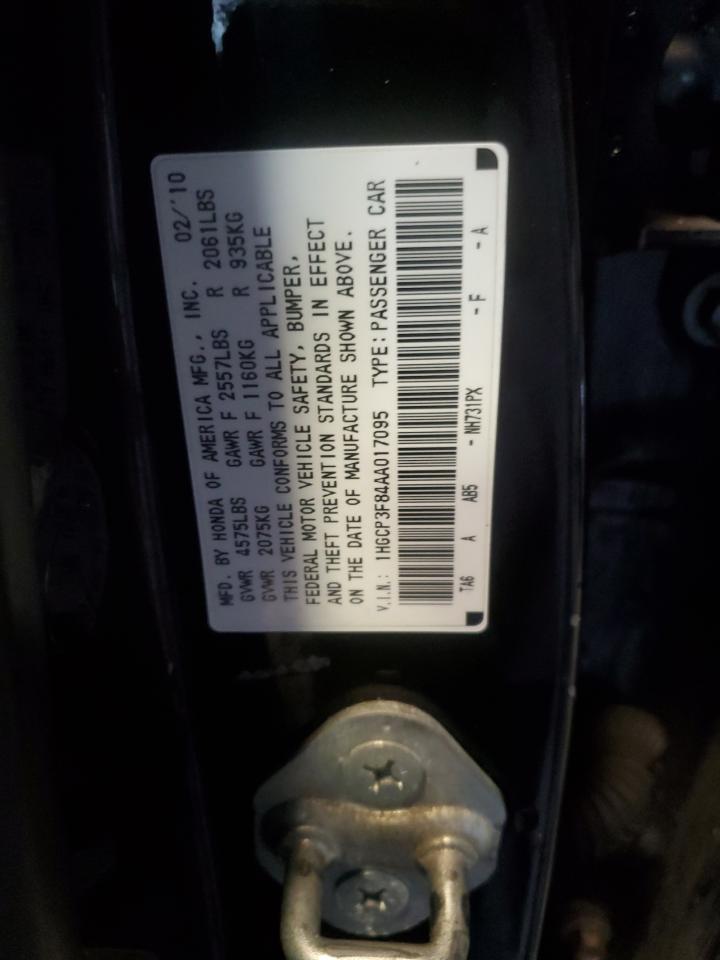 MFD. BY HONDA OF AMERICA MFG., INC. 02/'10
GVWR 4575LBS GAWR F 2557LBS R 2061LBS
GVWR 2075KG GAWR F 1160KG R 935KG
THIS VEHICLE CONFORMS TO ALL APPLICABLE
FEDERAL MOTOR VEHICLE SAFETY, BUMPER,
AND THEFT PREVENTION STANDARDS IN EFFECT
ON THE DATE OF MANUFACTURE SHOWN ABOVE.
V.I.N.: 1HGCP3F84AA017095 TYPE: PASSENGER CAR
TA6 A AB5 - NH731PX - F - A